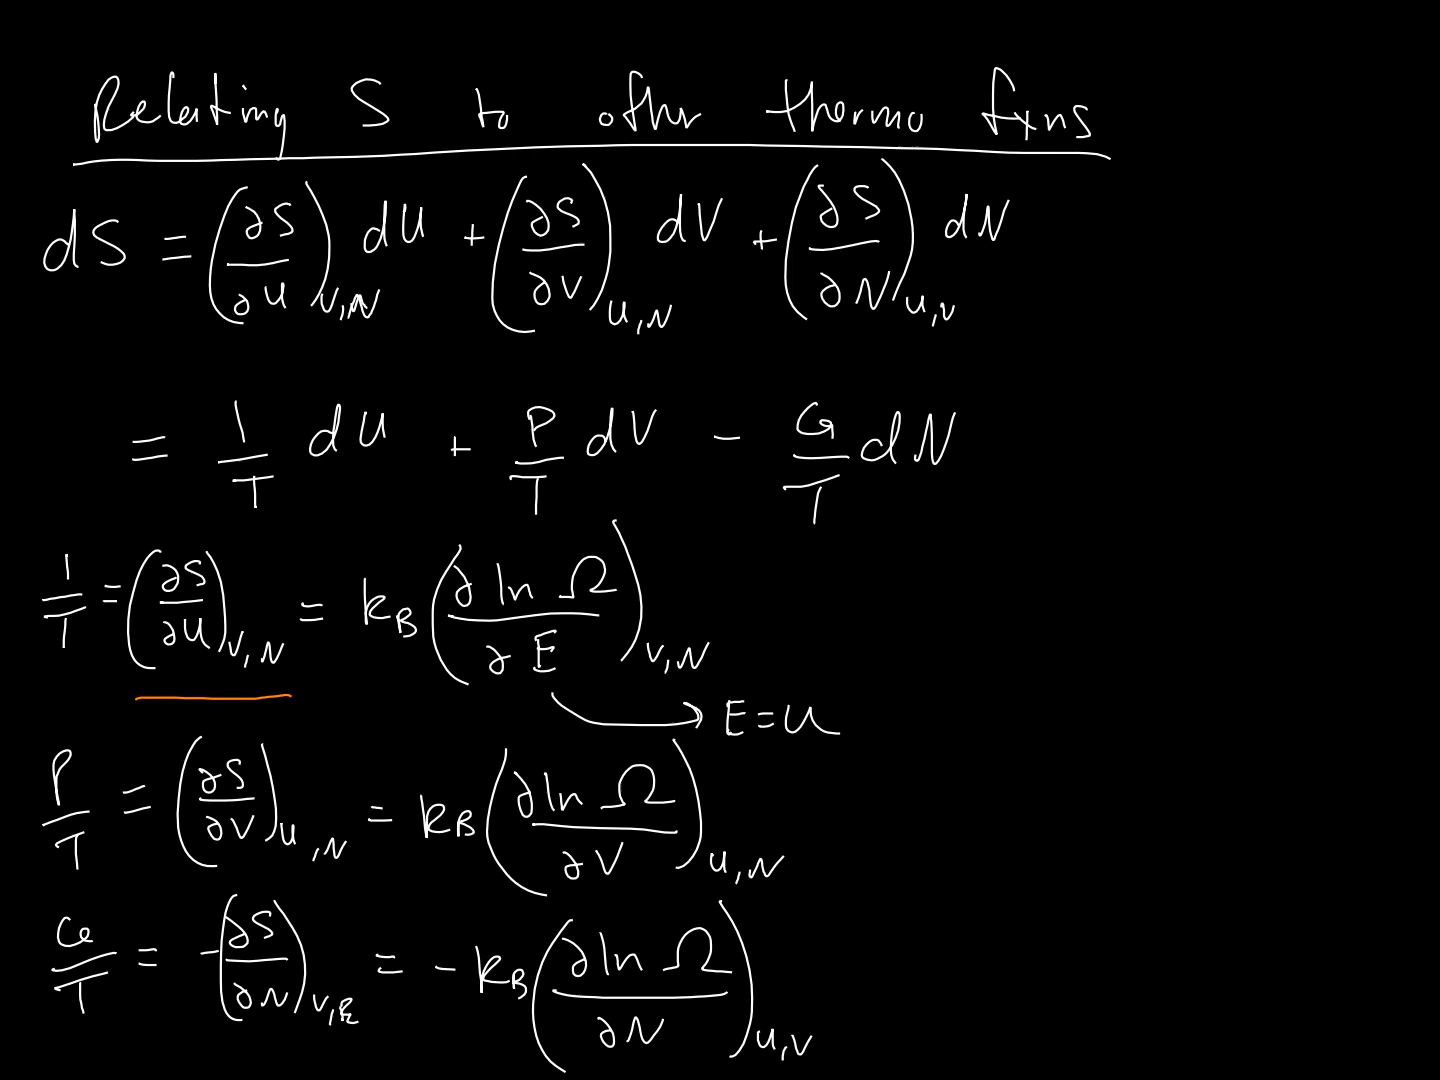 Relating S to other thermo fxns
dS = (∂S/∂U)_{V,N} dU + (∂S/∂V)_{U,N} dV + (∂S/∂N)_{U,V} dN
= 1/T dU + P/T dV - G/T dN
1/T = (∂S/∂U)_{V,N} = k_B (∂ ln Ω/∂E)_{V,N}
→ E = U
P/T = (∂S/∂V)_{U,N} = k_B (∂ ln Ω/∂V)_{U,N}
G/T = -(∂S/∂N)_{V,E} = -k_B (∂ ln Ω/∂N)_{U,V}